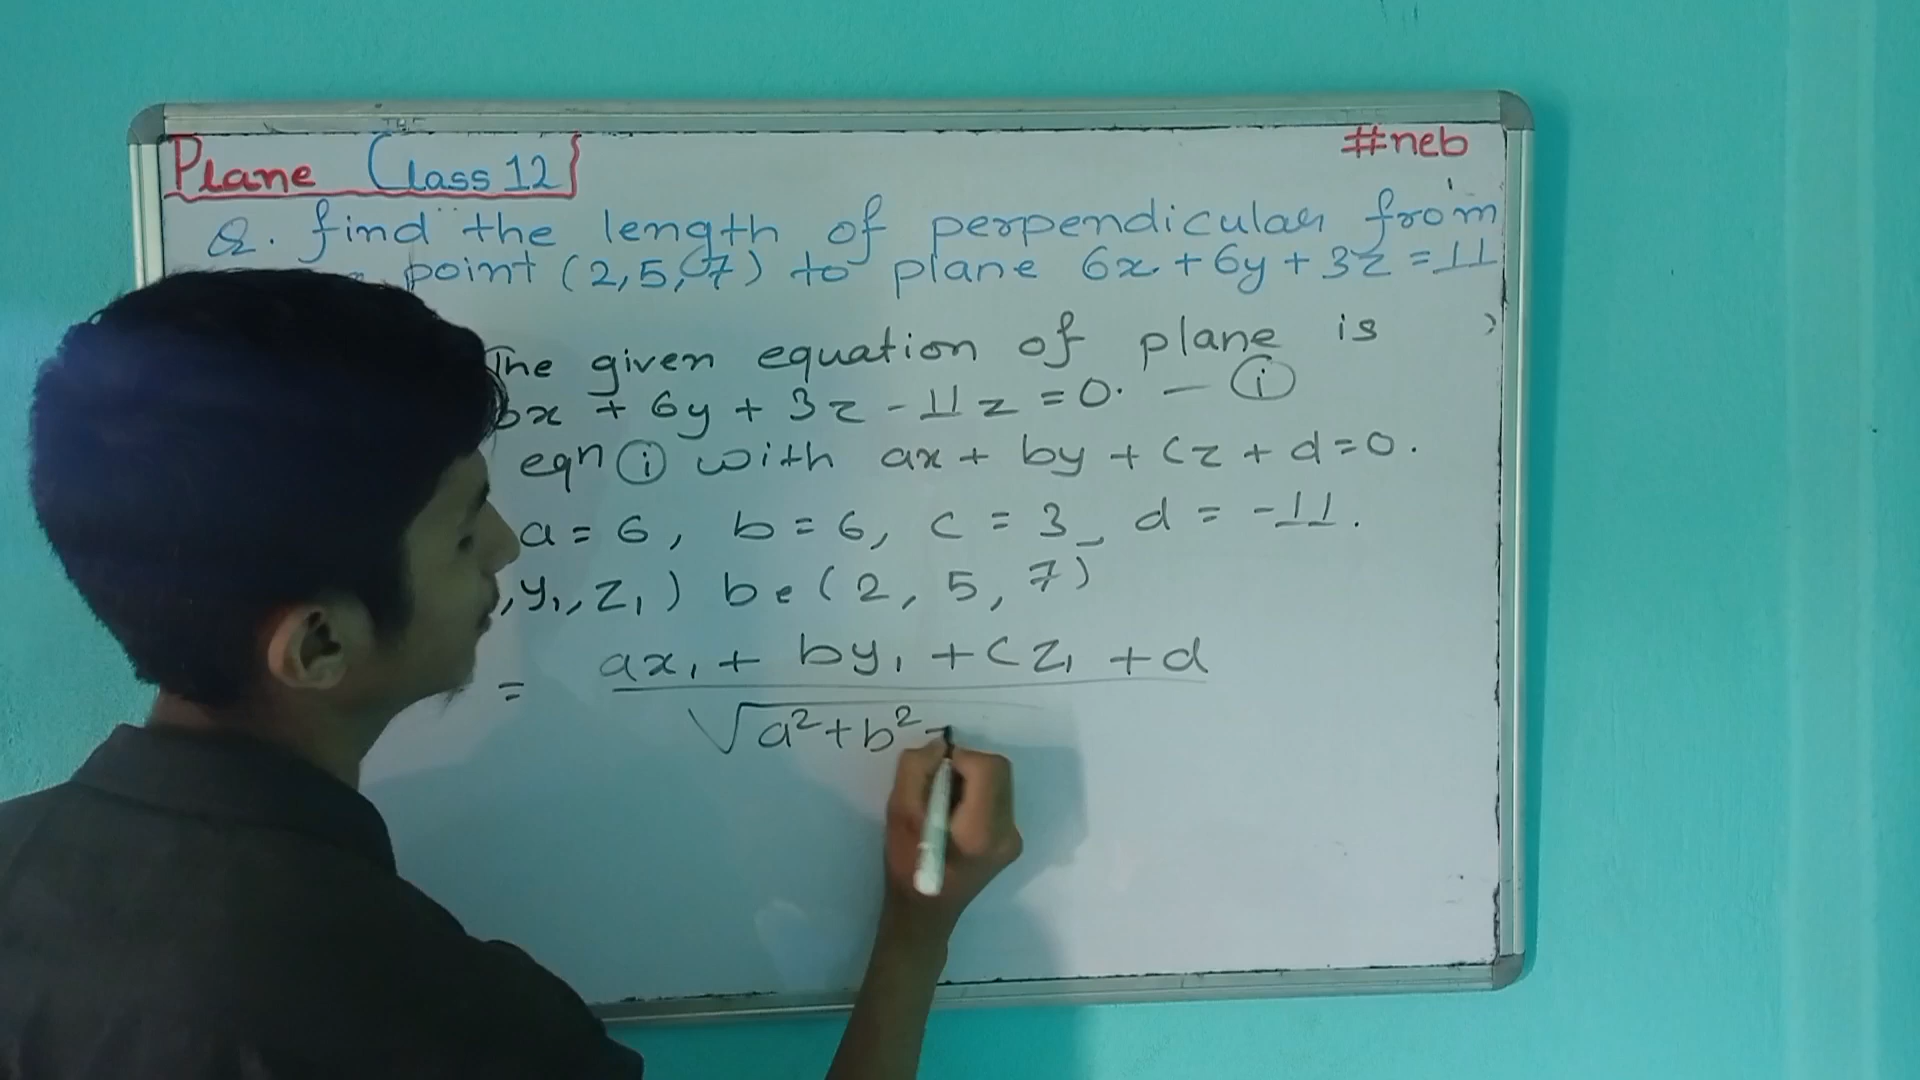 Plane Class 12
#neb
Q. find the length of perpendicular from
point (2,5,7) to plane 6x + 6y + 3z = 11
The given equation of plane is
6x + 6y + 3z - 11z = 0. — (i)
eqn (i) with ax + by + cz + d = 0.
a = 6, b = 6, c = 3, d = -11.
, y₁, z₁) be (2, 5, 7)
= ax₁ + by₁ + cz₁ + d
√a² + b²